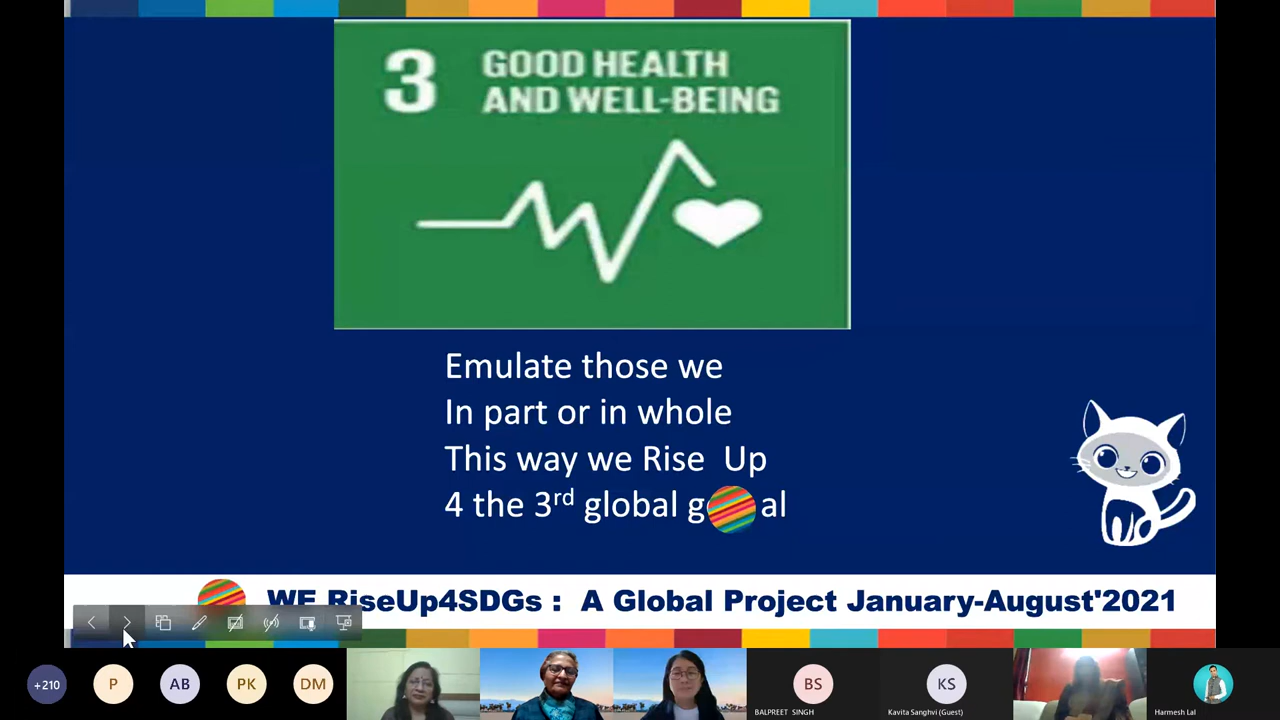 3 GOOD HEALTH
AND WELL-BEING
Emulate those we
In part or in whole
This way we Rise Up
4 the 3rd global g al
WE RiseUp4SDGs : A Global Project January-August'2021
+210
P
AB
PK
DM
BS
BALPREET SINGH
KS
Kavita Sanghvi (Guest)
Harmesh Lal